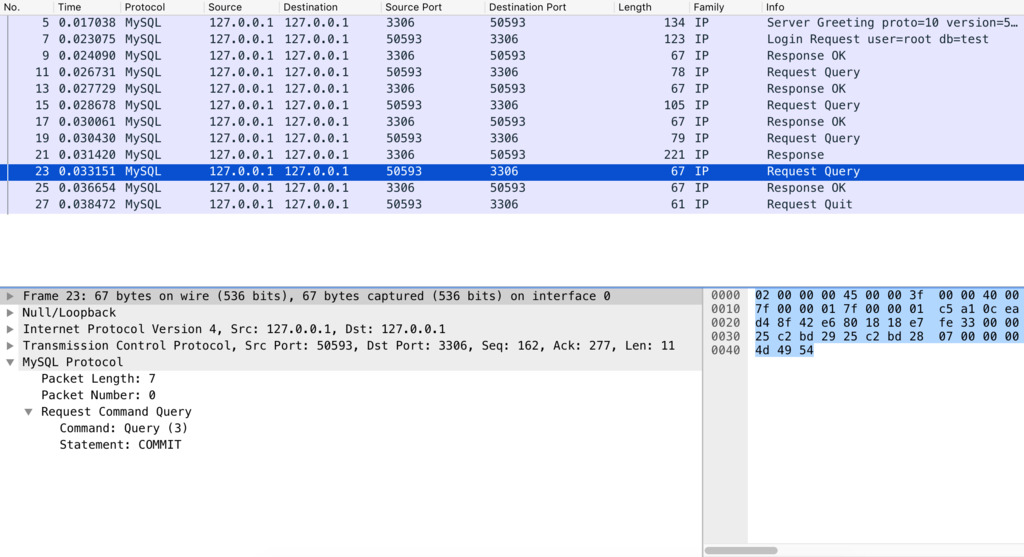 No. Time Protocol Source Destination Source Port Destination Port Length Family Info
5 0.017038 MySQL 127.0.0.1 127.0.0.1 3306 50593 134 IP Server Greeting proto=10 version=5…
7 0.023075 MySQL 127.0.0.1 127.0.0.1 50593 3306 123 IP Login Request user=root db=test
9 0.024090 MySQL 127.0.0.1 127.0.0.1 3306 50593 67 IP Response OK
11 0.026731 MySQL 127.0.0.1 127.0.0.1 50593 3306 78 IP Request Query
13 0.027729 MySQL 127.0.0.1 127.0.0.1 3306 50593 67 IP Response OK
15 0.028678 MySQL 127.0.0.1 127.0.0.1 50593 3306 105 IP Request Query
17 0.030061 MySQL 127.0.0.1 127.0.0.1 3306 50593 67 IP Response OK
19 0.030430 MySQL 127.0.0.1 127.0.0.1 50593 3306 79 IP Request Query
21 0.031420 MySQL 127.0.0.1 127.0.0.1 3306 50593 221 IP Response
23 0.033151 MySQL 127.0.0.1 127.0.0.1 50593 3306 67 IP Request Query
25 0.036654 MySQL 127.0.0.1 127.0.0.1 3306 50593 67 IP Response OK
27 0.038472 MySQL 127.0.0.1 127.0.0.1 50593 3306 61 IP Request Quit
Frame 23: 67 bytes on wire (536 bits), 67 bytes captured (536 bits) on interface 0
Null/Loopback
Internet Protocol Version 4, Src: 127.0.0.1, Dst: 127.0.0.1
Transmission Control Protocol, Src Port: 50593, Dst Port: 3306, Seq: 162, Ack: 277, Len: 11
MySQL Protocol
Packet Length: 7
Packet Number: 0
Request Command Query
Command: Query (3)
Statement: COMMIT
0000 02 00 00 00 45 00 00 3f 00 00 40 00
0010 7f 00 00 01 7f 00 00 01 c5 a1 0c ea
0020 d4 8f 42 e6 80 18 18 e7 fe 33 00 00
0030 25 c2 bd 29 25 c2 bd 28 07 00 00 00
0040 4d 49 54